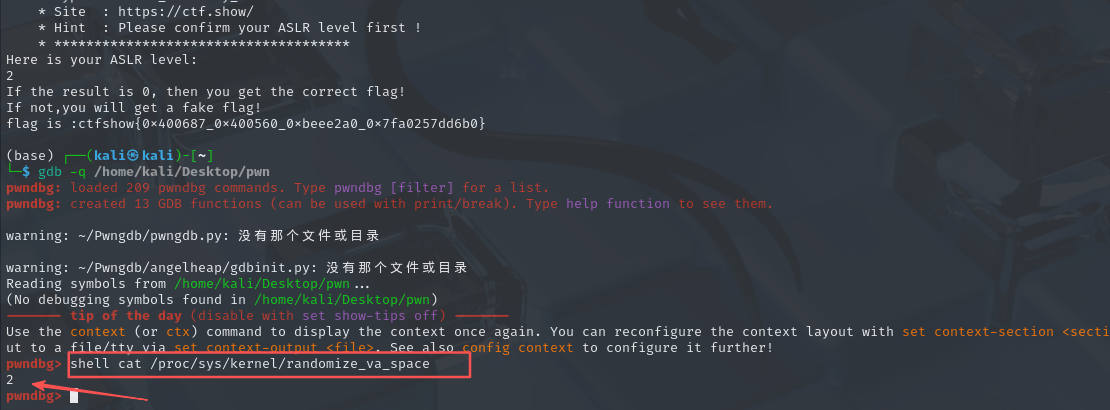 * Site  : https://ctf.show/
* Hint  : Please confirm your ASLR level first !
* *************************************
Here is your ASLR level:
2
If the result is 0, then you get the correct flag!
If not,you will get a fake flag!
flag is :ctfshow{0×400687_0×400560_0×beee2a0_0×7fa0257dd6b0}
(base) ┌──(kali㉿kali)-[~]
└─$ gdb -q /home/kali/Desktop/pwn
pwndbg: loaded 209 pwndbg commands. Type pwndbg [filter] for a list.
pwndbg: created 13 GDB functions (can be used with print/break). Type help function to see them.
warning: ~/Pwngdb/pwngdb.py: 没有那个文件或目录
warning: ~/Pwngdb/angelheap/gdbinit.py: 没有那个文件或目录
Reading symbols from /home/kali/Desktop/pwn...
(No debugging symbols found in /home/kali/Desktop/pwn)
─────── tip of the day (disable with set show-tips off) ───────
Use the context (or ctx) command to display the context once again. You can reconfigure the context layout with set context-section <secti
ut to a file/tty via set context-output <file>. See also config context to configure it further!
pwndbg> shell cat /proc/sys/kernel/randomize_va_space
2
pwndbg>